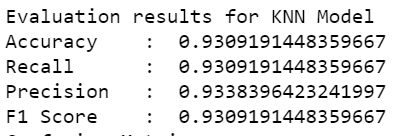 Evaluation results for KNN Model
Accuracy    :  0.9309191448359667
Recall      :  0.9309191448359667
Precision   :  0.9338396423241997
F1 Score    :  0.9309191448359667